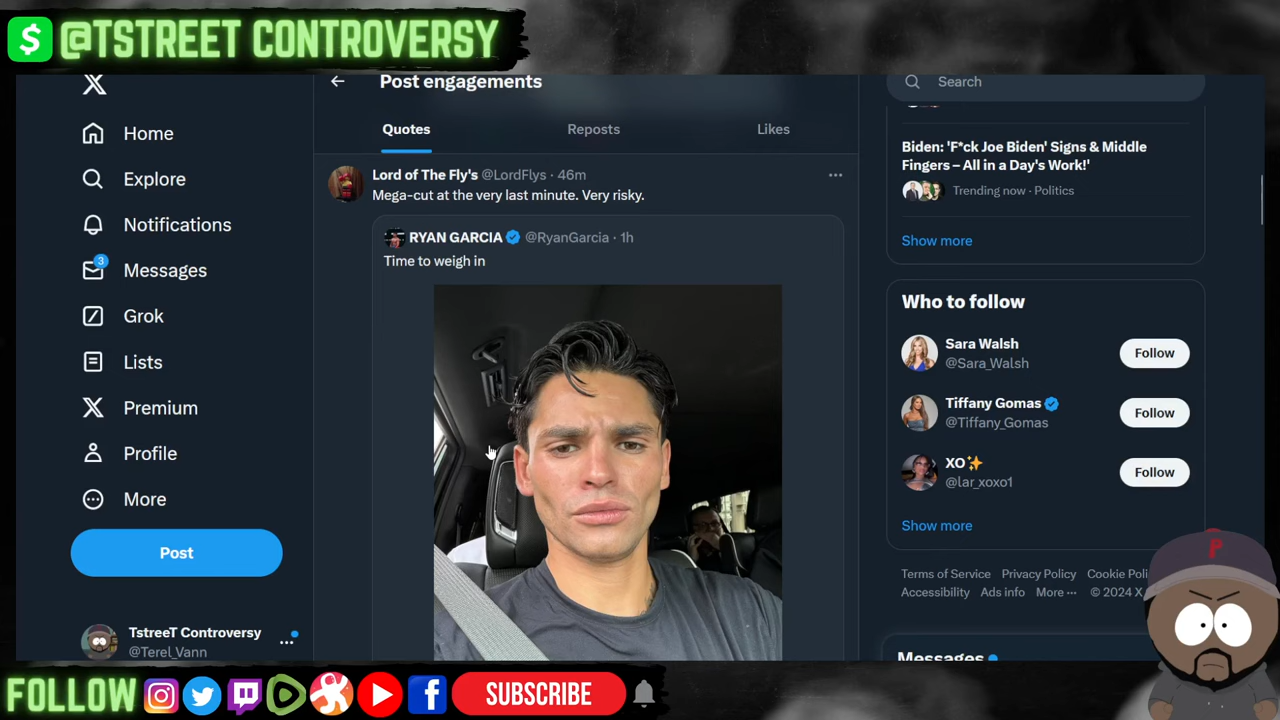 $ @TSTREET CONTROVERSY
X
Home
Explore
Notifications
3
Messages
Grok
Lists
Premium
Profile
More
Post
TstreeT Controversy
@Terel_Vann
Post engagements
Quotes
Reposts
Likes
Lord of The Fly's @LordFlys · 46m
Mega-cut at the very last minute. Very risky.
RYAN GARCIA @RyanGarcia · 1h
Time to weigh in
Search
Biden: 'F*ck Joe Biden' Signs & Middle
Fingers – All in a Day's Work!'
Trending now · Politics
Show more
Who to follow
Sara Walsh
@Sara_Walsh
Follow
Tiffany Gomas
@Tiffany_Gomas
Follow
XO✨
@lar_xoxo1
Follow
Show more
Terms of Service Privacy Policy Cookie Poli
Accessibility Ads info More ··· © 2024 X
Messages
P
FOLLOW
SUBSCRIBE